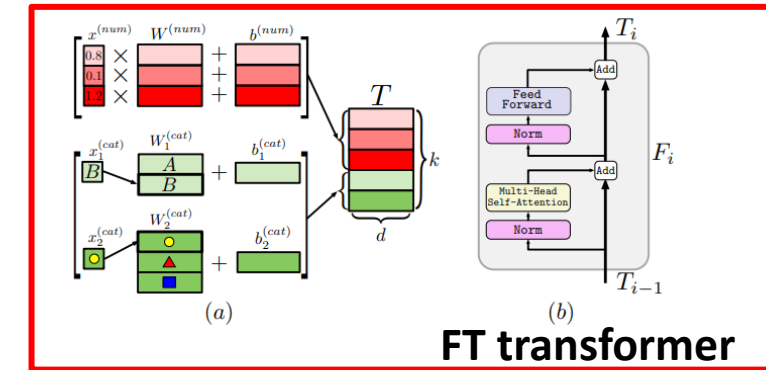 x^(num) W^(num) b^(num)
0.8 × +
0.1 × +
1.2 × +
x_1^(cat) W_1^(cat) b_1^(cat)
B A +
B
x_2^(cat) W_2^(cat) b_2^(cat)
+
T
k
d
(a)
T_i
Add
Feed
Forward
Norm
F_i
Add
Multi-Head
Self-Attention
Norm
T_{i-1}
(b)
FT transformer